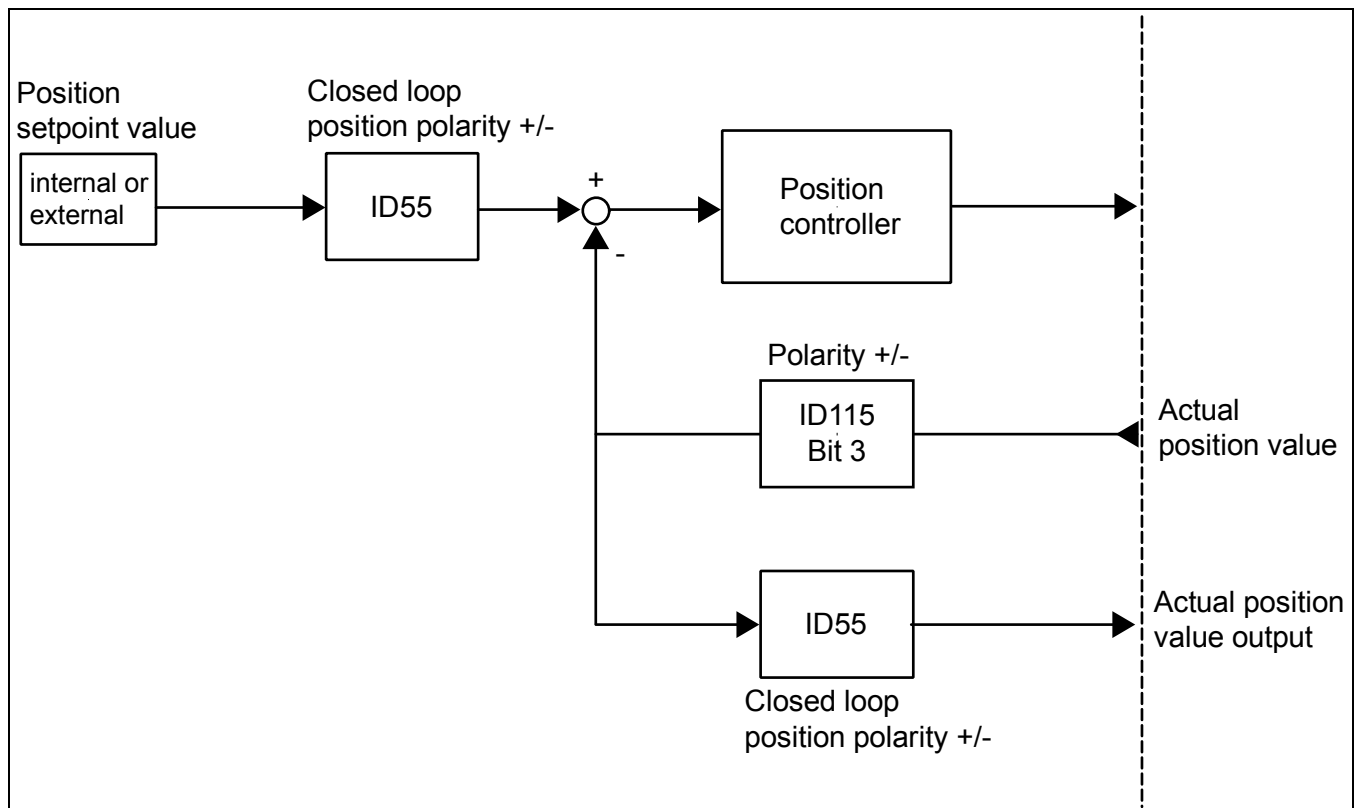 Position
setpoint value
internal or
external
Closed loop
position polarity +/-
ID55
+
-
Position
controller
Polarity +/-
ID115
Bit 3
Actual
position value
ID55
Closed loop
position polarity +/-
Actual position
value output